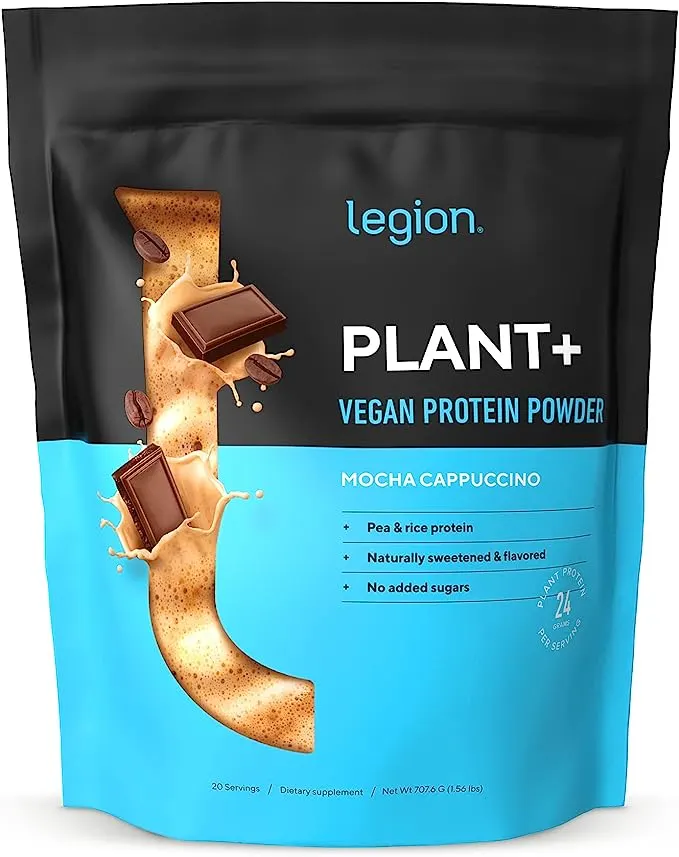 legion®
PLANT+
VEGAN PROTEIN POWDER
MOCHA CAPPUCCINO
+ Pea & rice protein
+ Naturally sweetened & flavored
+ No added sugars
PLANT PROTEIN
24
GRAMS
PER SERVING
20 Servings / Dietary supplement / Net Wt 707.6 G (1.56 lbs)